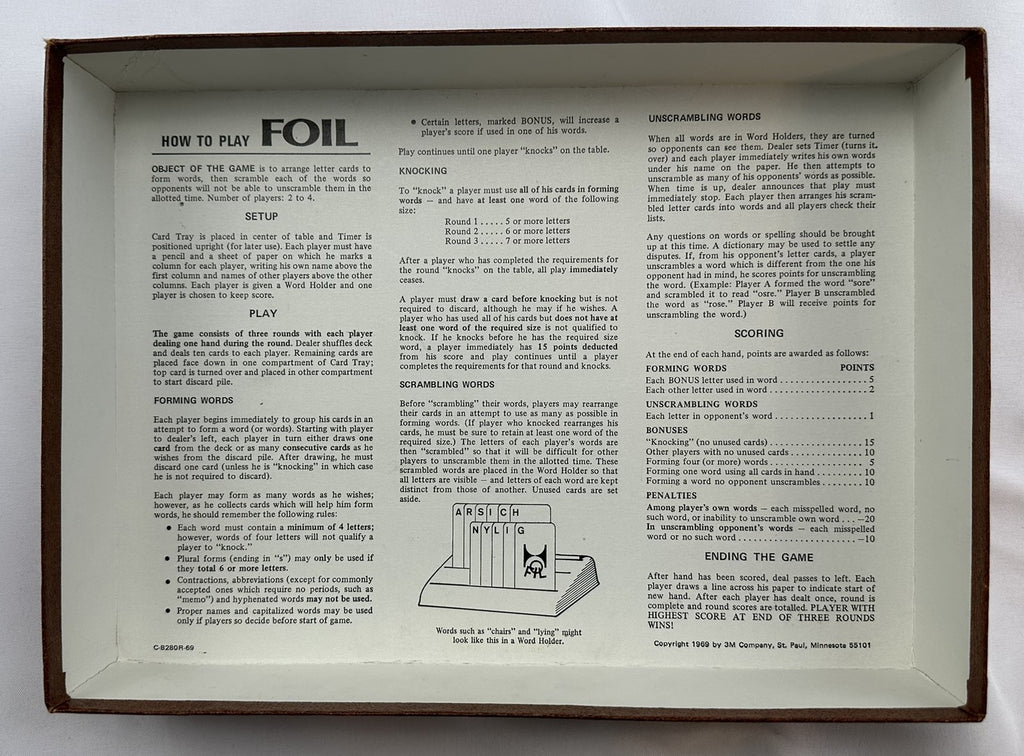 HOW TO PLAY FOIL
OBJECT OF THE GAME is to arrange letter cards to
form words, then scramble each of the words so
opponents will not be able to unscramble them in the
allotted time. Number of players: 2 to 4.
SETUP
Card Tray is placed in center of table and Timer is
positioned upright (for later use). Each player must have
a pencil and a sheet of paper on which he marks a
column for each player, writing his own name above the
first column and names of other players above the other
columns. Each player is given a Word Holder and one
player is chosen to keep score.
PLAY
The game consists of three rounds with each player
dealing one hand during the round. Dealer shuffles deck
and deals ten cards to each player. Remaining cards are
placed face down in one compartment of Card Tray;
top card is turned over and placed in other compartment
to start discard pile.
FORMING WORDS
Each player begins immediately to group his cards in an
attempt to form a word (or words). Starting with player
to dealer's left, each player in turn either draws one
card from the deck or as many consecutive cards as he
wishes from the discard pile. After drawing, he must
discard one card (unless he is "knocking" in which case
he is not required to discard).
Each player may form as many words as he wishes;
however, as he collects cards which will help him form
words, he should remember the following rules:
• Each word must contain a minimum of 4 letters;
however, words of four letters will not qualify a
player to "knock."
• Plural forms (ending in "s") may only be used if
they total 6 or more letters.
• Contractions, abbreviations (except for commonly
accepted ones which require no periods, such as
"memo") and hyphenated words may not be used.
• Proper names and capitalized words may be used
only if players so decide before start of game.
C-8280R-69
• Certain letters, marked BONUS, will increase a
player's score if used in one of his words.
Play continues until one player "knocks" on the table.
KNOCKING
To "knock" a player must use all of his cards in forming
words — and have at least one word of the following
size:
Round 1 ..... 5 or more letters
Round 2 ..... 6 or more letters
Round 3 ..... 7 or more letters
After a player who has completed the requirements for
the round "knocks" on the table, all play immediately
ceases.
A player must draw a card before knocking but is not
required to discard, although he may if he wishes. A
player who has used all of his cards but does not have at
least one word of the required size is not qualified to
knock. If he knocks before he has the required size
word, a player immediately has 15 points deducted
from his score and play continues until a player
completes the requirements for that round and knocks.
SCRAMBLING WORDS
Before "scrambling" their words, players may rearrange
their cards in an attempt to use as many as possible in
forming words. (If player who knocked rearranges his
cards, he must be sure to retain at least one word of the
required size.) The letters of each player's words are
then "scrambled" so that it will be difficult for other
players to unscramble them in the allotted time. These
scrambled words are placed in the Word Holder so that
all letters are visible — and letters of each word are kept
distinct from those of another. Unused cards are set
aside.
A R S I C H
N Y L I G
Words such as "chairs" and "lying" might
look like this in a Word Holder.
UNSCRAMBLING WORDS
When all words are in Word Holders, they are turned
so opponents can see them. Dealer sets Timer (turns it
over) and each player immediately writes his own words
under his name on the paper. He then attempts to
unscramble as many of his opponents' words as possible.
When time is up, dealer announces that play must
immediately stop. Each player then arranges his scram-
bled letter cards into words and all players check their
lists.
Any questions on words or spelling should be brought
up at this time. A dictionary may be used to settle any
disputes. If, from his opponent's letter cards, a player
unscrambles a word which is different from the one his
opponent had in mind, he scores points for unscrambling
the word. (Example: Player A formed the word "sore"
and scrambled it to read "osre." Player B unscrambled
the word as "rose." Player B will receive points for
unscrambling the word.)
SCORING
At the end of each hand, points are awarded as follows:
FORMING WORDS POINTS
Each BONUS letter used in word ................ 5
Each other letter used in word .................. 2
UNSCRAMBLING WORDS
Each letter in opponent's word .................. 1
BONUSES
"Knocking" (no unused cards) .................. 15
Other players with no unused cards .............. 10
Forming four (or more) words .................. 5
Forming one word using all cards in hand .......... 10
Forming a word no opponent unscrambles ........ 10
PENALTIES
Among player's own words — each misspelled word, no
such word, or inability to unscramble own word ... —20
In unscrambling opponent's words — each misspelled
word or no such word ........................ —10
ENDING THE GAME
After hand has been scored, deal passes to left. Each
player draws a line across his paper to indicate start of
new hand. After each player has dealt once, round is
complete and round scores are totalled. PLAYER WITH
HIGHEST SCORE AT END OF THREE ROUNDS
WINS!
Copyright 1969 by 3M Company, St. Paul, Minnesota 55101